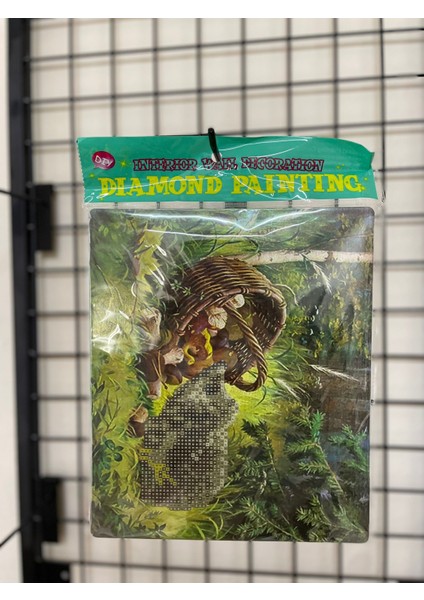 DIY
INTERIOR WALL DECORATION
DIAMOND PAINTING